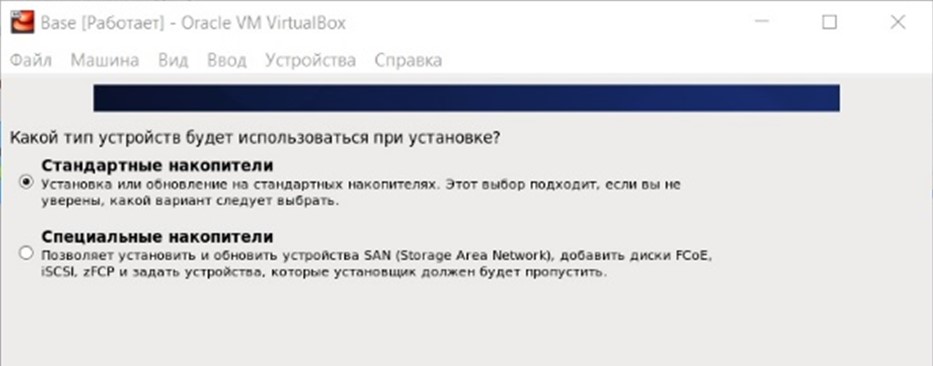 Base [Работает] - Oracle VM VirtualBox
Файл Машина Вид Ввод Устройства Справка
Какой тип устройств будет использоваться при установке?
Стандартные накопители
Установка или обновление на стандартных накопителях. Этот выбор подходит, если вы не
уверены, какой вариант следует выбрать.
Специальные накопители
Позволяет установить и обновить устройства SAN (Storage Area Network), добавить диски FCoE,
iSCSI, zFCP и задать устройства, которые установщик должен будет пропустить.